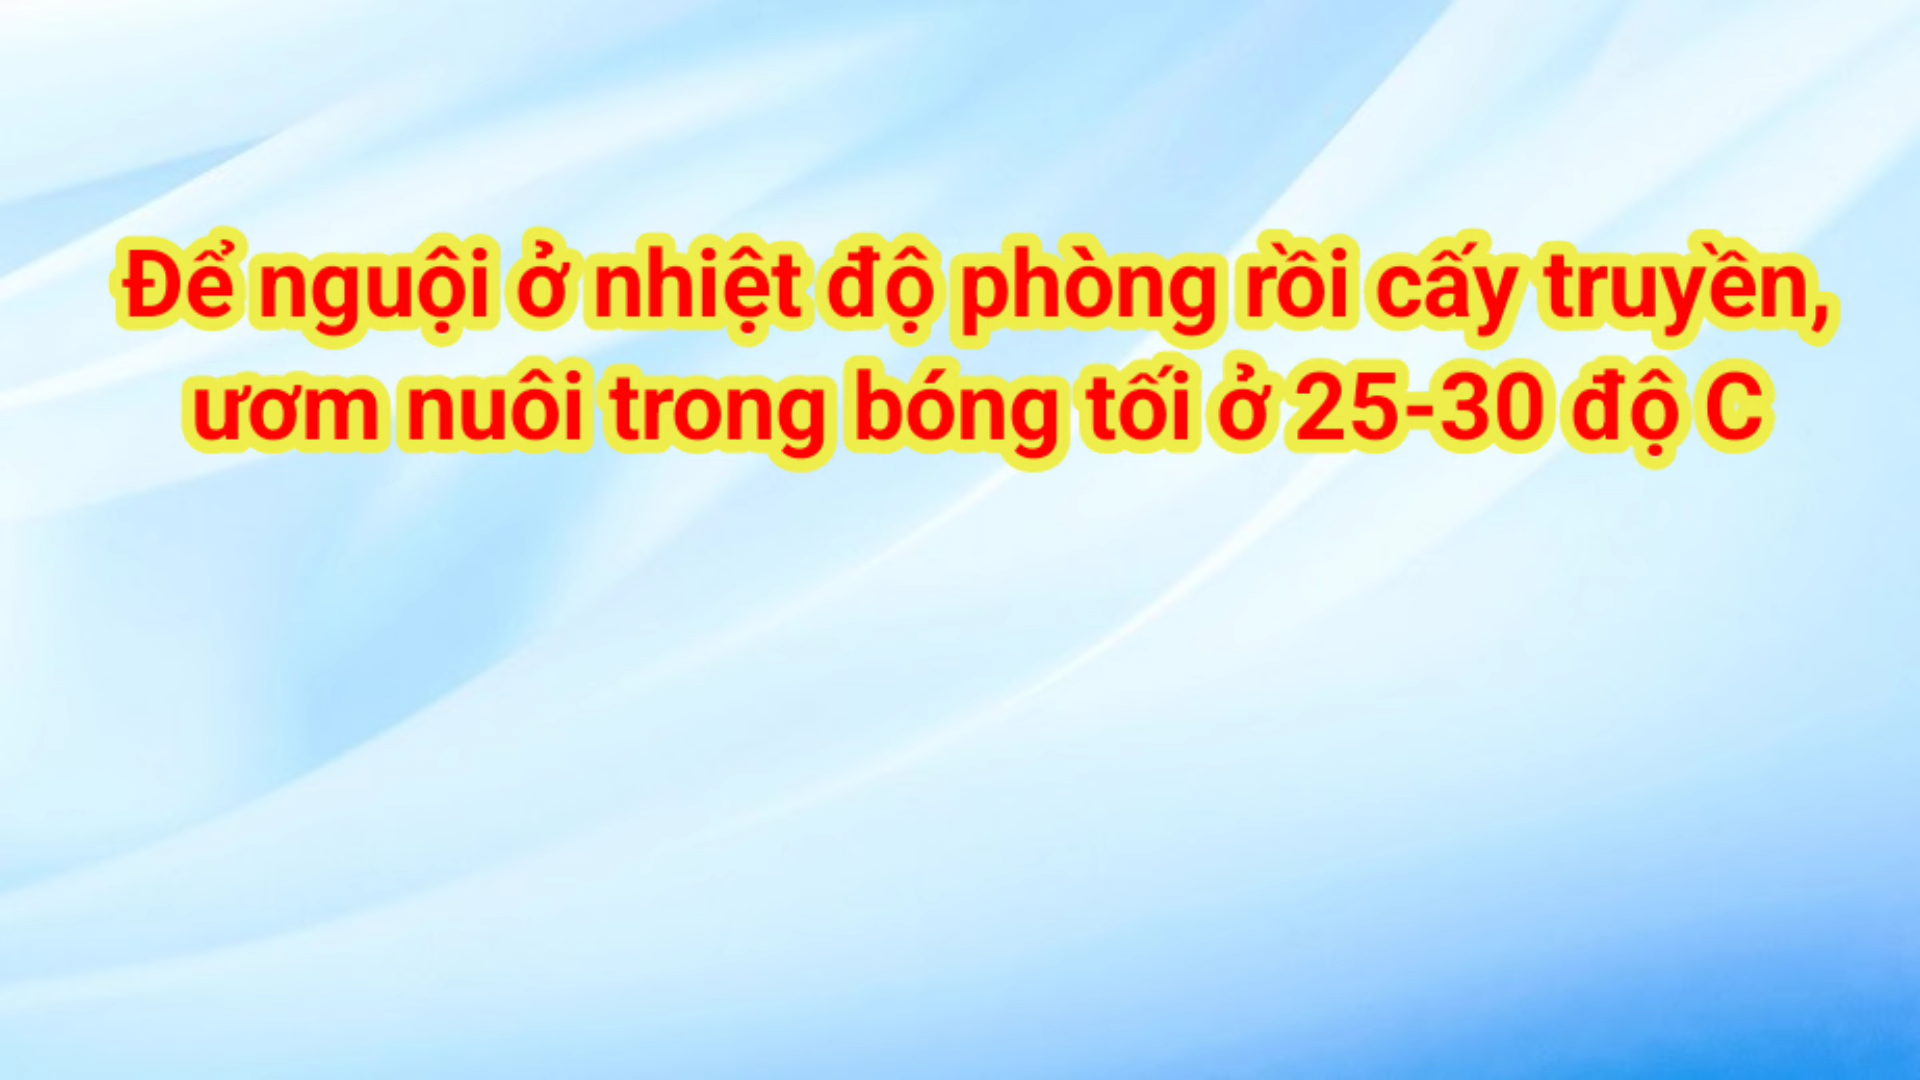 Để nguội ở nhiệt độ phòng rồi cấy truyền,
ươm nuôi trong bóng tối ở 25-30 độ C